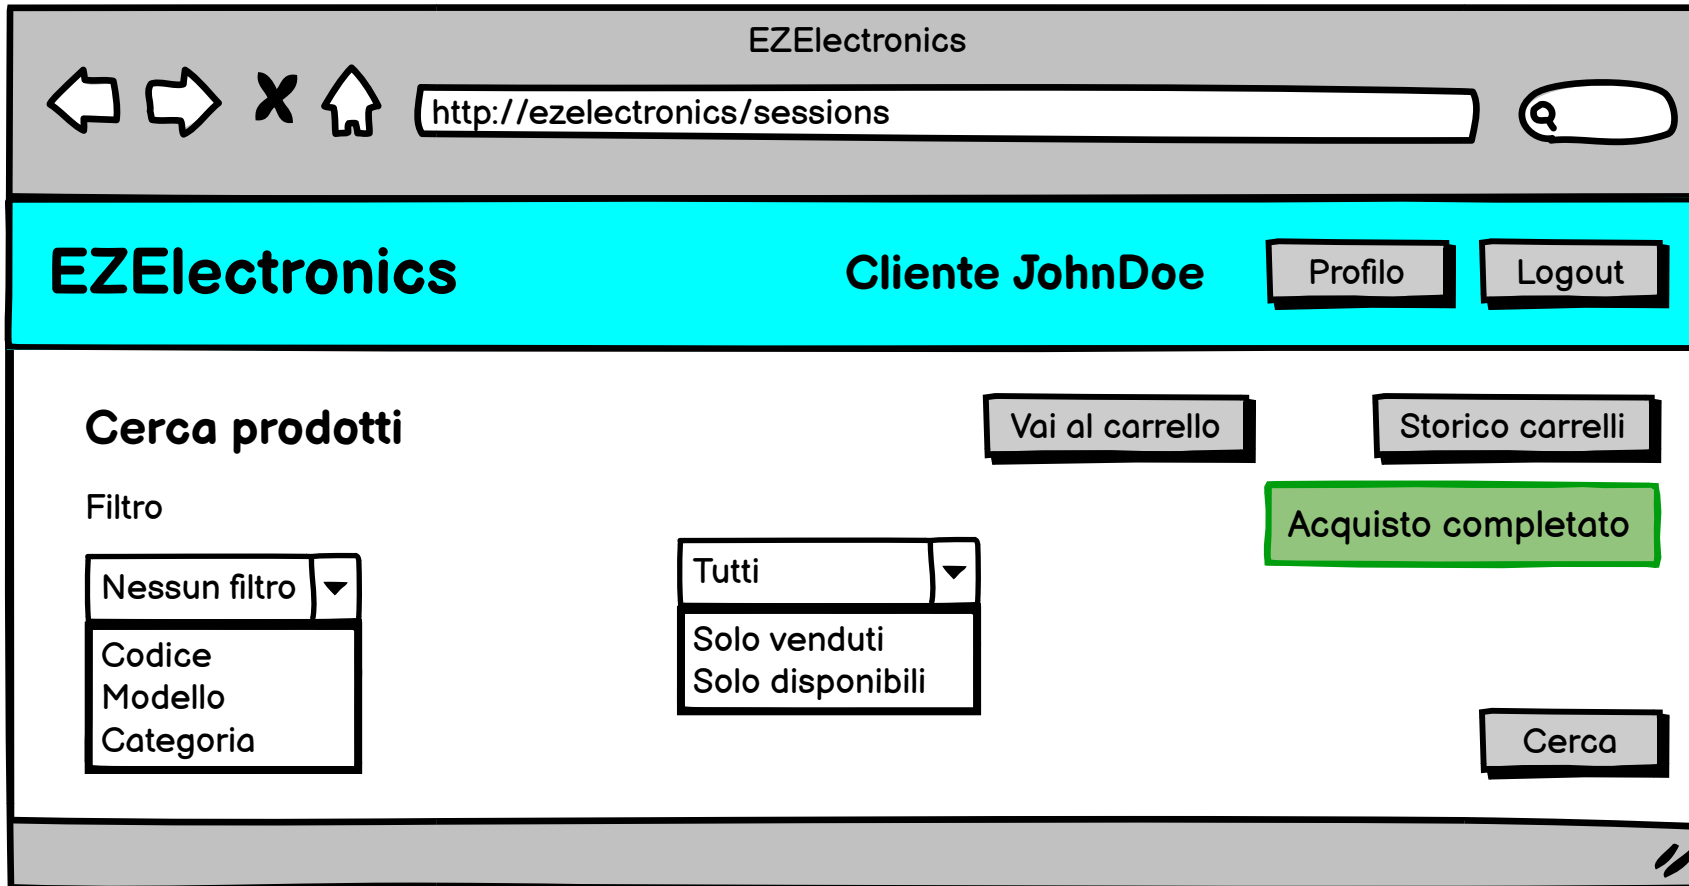 EZElectronics
http://ezelectronics/sessions
EZElectronics
Cliente JohnDoe
Profilo
Logout
Cerca prodotti
Vai al carrello
Storico carrelli
Filtro
Acquisto completato
Nessun filtro
Codice
Modello
Categoria
Tutti
Solo venduti
Solo disponibili
Cerca